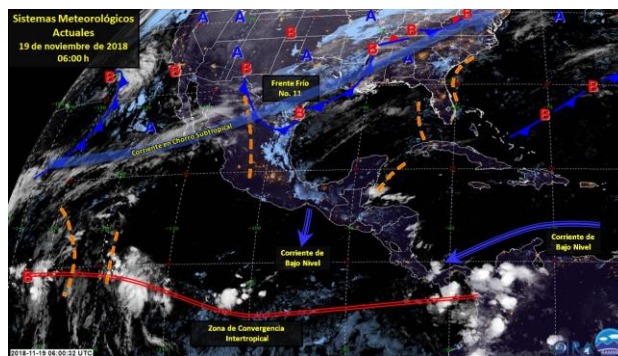 Sistemas Meteorológicos
Actuales
19 de noviembre de 2018
06:00 h
A
A
A
B
B
B
A
B
A
A
B
B
B
Frente Frío
No. 11
B
B
B
A
Corriente en Chorro Subtropical
Corriente de
Bajo Nivel
Corriente de
Bajo Nivel
B
Zona de Convergencia
Intertropical
2018-11-19 06:00:32 UTC